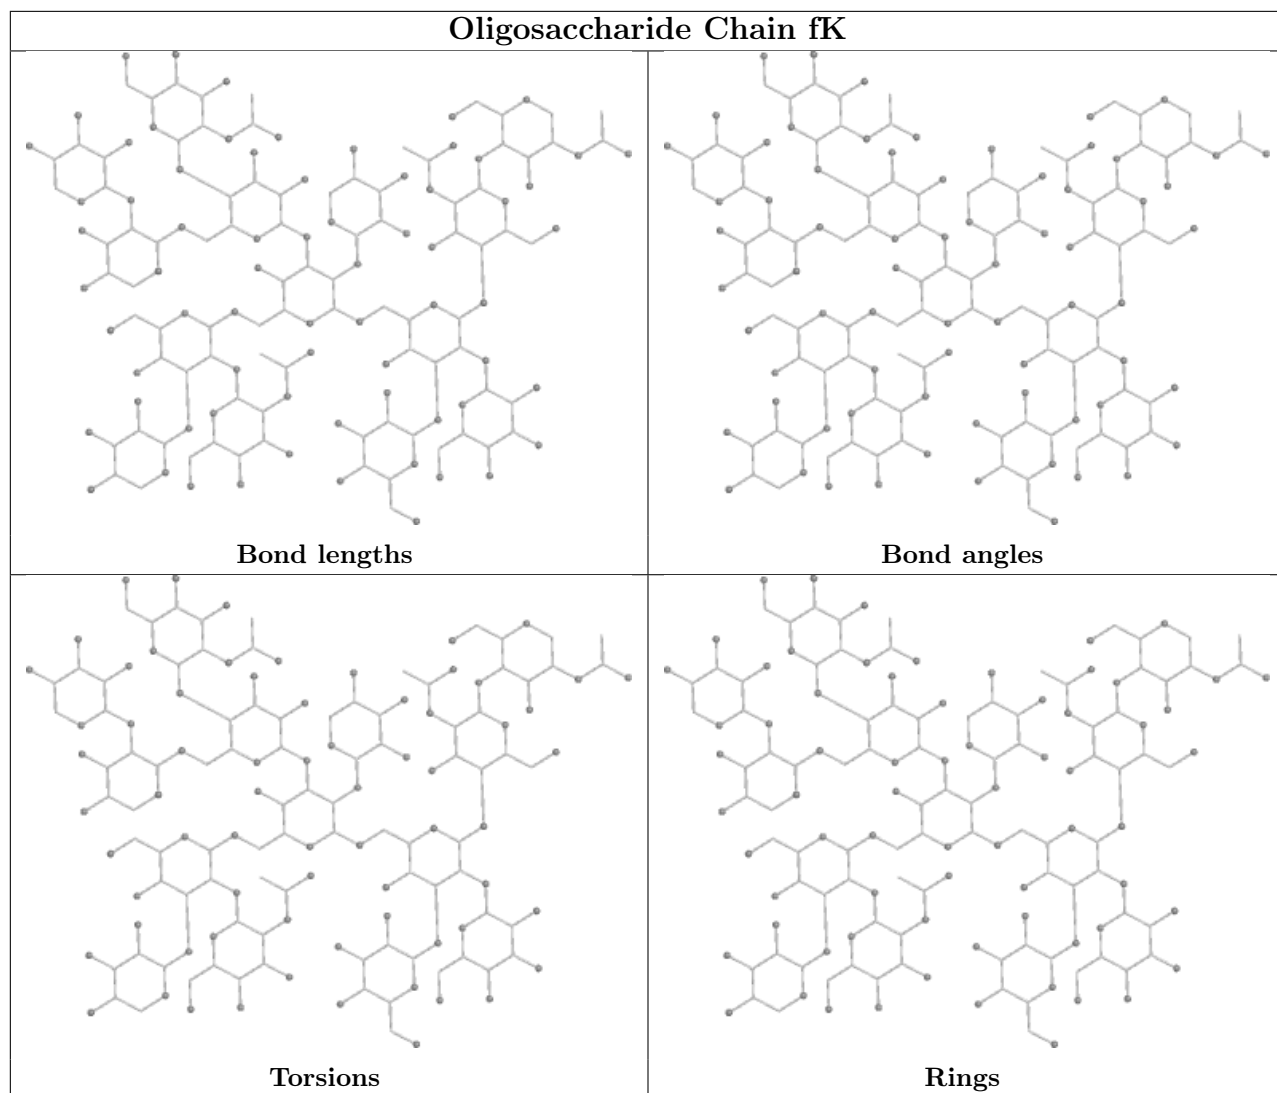 Oligosaccharide Chain fK
Bond lengths
Bond angles
Torsions
Rings